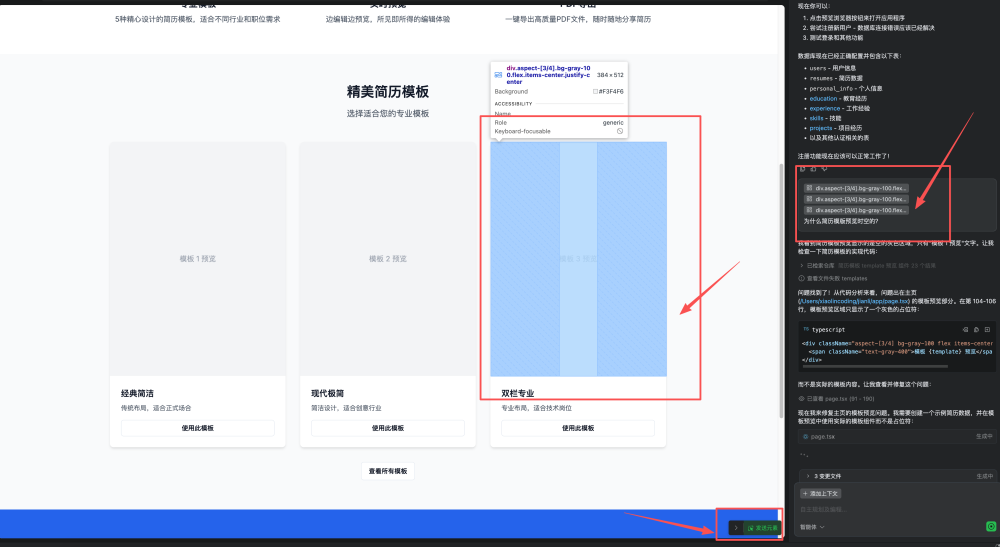 5种精心设计的简历模板，适合不同行业和职位需求
边编辑边预览，所见即所得的编辑体验
一键导出高质量PDF文件，随时随地分享简历
精美简历模板
选择适合您的专业模板
div.aspect-[3/4].bg-gray-10
0.flex.items-center.justify-c
enter
384 × 512
Background
#F3F4F6
ACCESSIBILITY
Name
Role
generic
Keyboard-focusable
模板 1 预览
模板 2 预览
模板 3 预览
经典简洁
传统布局，适合正式场合
使用此模板
现代极简
简洁设计，适合创意行业
使用此模板
双栏专业
专业布局，适合技术岗位
使用此模板
查看所有模板
发送元素
现在你可以：
1. 点击预览浏览器按钮来打开应用程序
2. 尝试注册新用户 - 数据库连接错误应该已经解决
3. 测试登录和其他功能
数据库现在已经正确配置并包含以下表：
• users - 用户信息
• resumes - 简历数据
• personal_info - 个人信息
• education - 教育经历
• experience - 工作经验
• skills - 技能
• projects - 项目经历
• 以及其他认证相关的表
注册功能现在应该可以正常工作了！
div.aspect-[3/4].bg-gray-100.flex...
div.aspect-[3/4].bg-gray-100.flex...
div.aspect-[3/4].bg-gray-100.flex...
为什么简历模版预览时空的？
我看到简历模板预览显示的是空的灰色区域，只有"模板 1 预览"文字。让我
检查一下简历模板的实现代码：
已检索仓库
查看文件失败 templates
问题找到了！从代码分析来看，问题出在主页
(/Users/xiaolincoding/jianli/app/page.tsx) 的模板预览部分。在第 104-106
行，模板预览区域只显示了一个灰色的占位符：
TS typescript
<div className="aspect-[3/4] bg-gray-100 flex items-center
<span className="text-gray-400">模板 {template} 预览</spa
</div>
而不是实际的模板内容。让我查看并修复这个问题：
已查看 page.tsx (91 - 190)
现在我来修复主页的模板预览问题。我需要创建一个示例简历数据，并在模
板预览中使用实际的模板组件而不是占位符：
page.tsx
生成中
3 变更文件
生成中
添加上下文
智能体